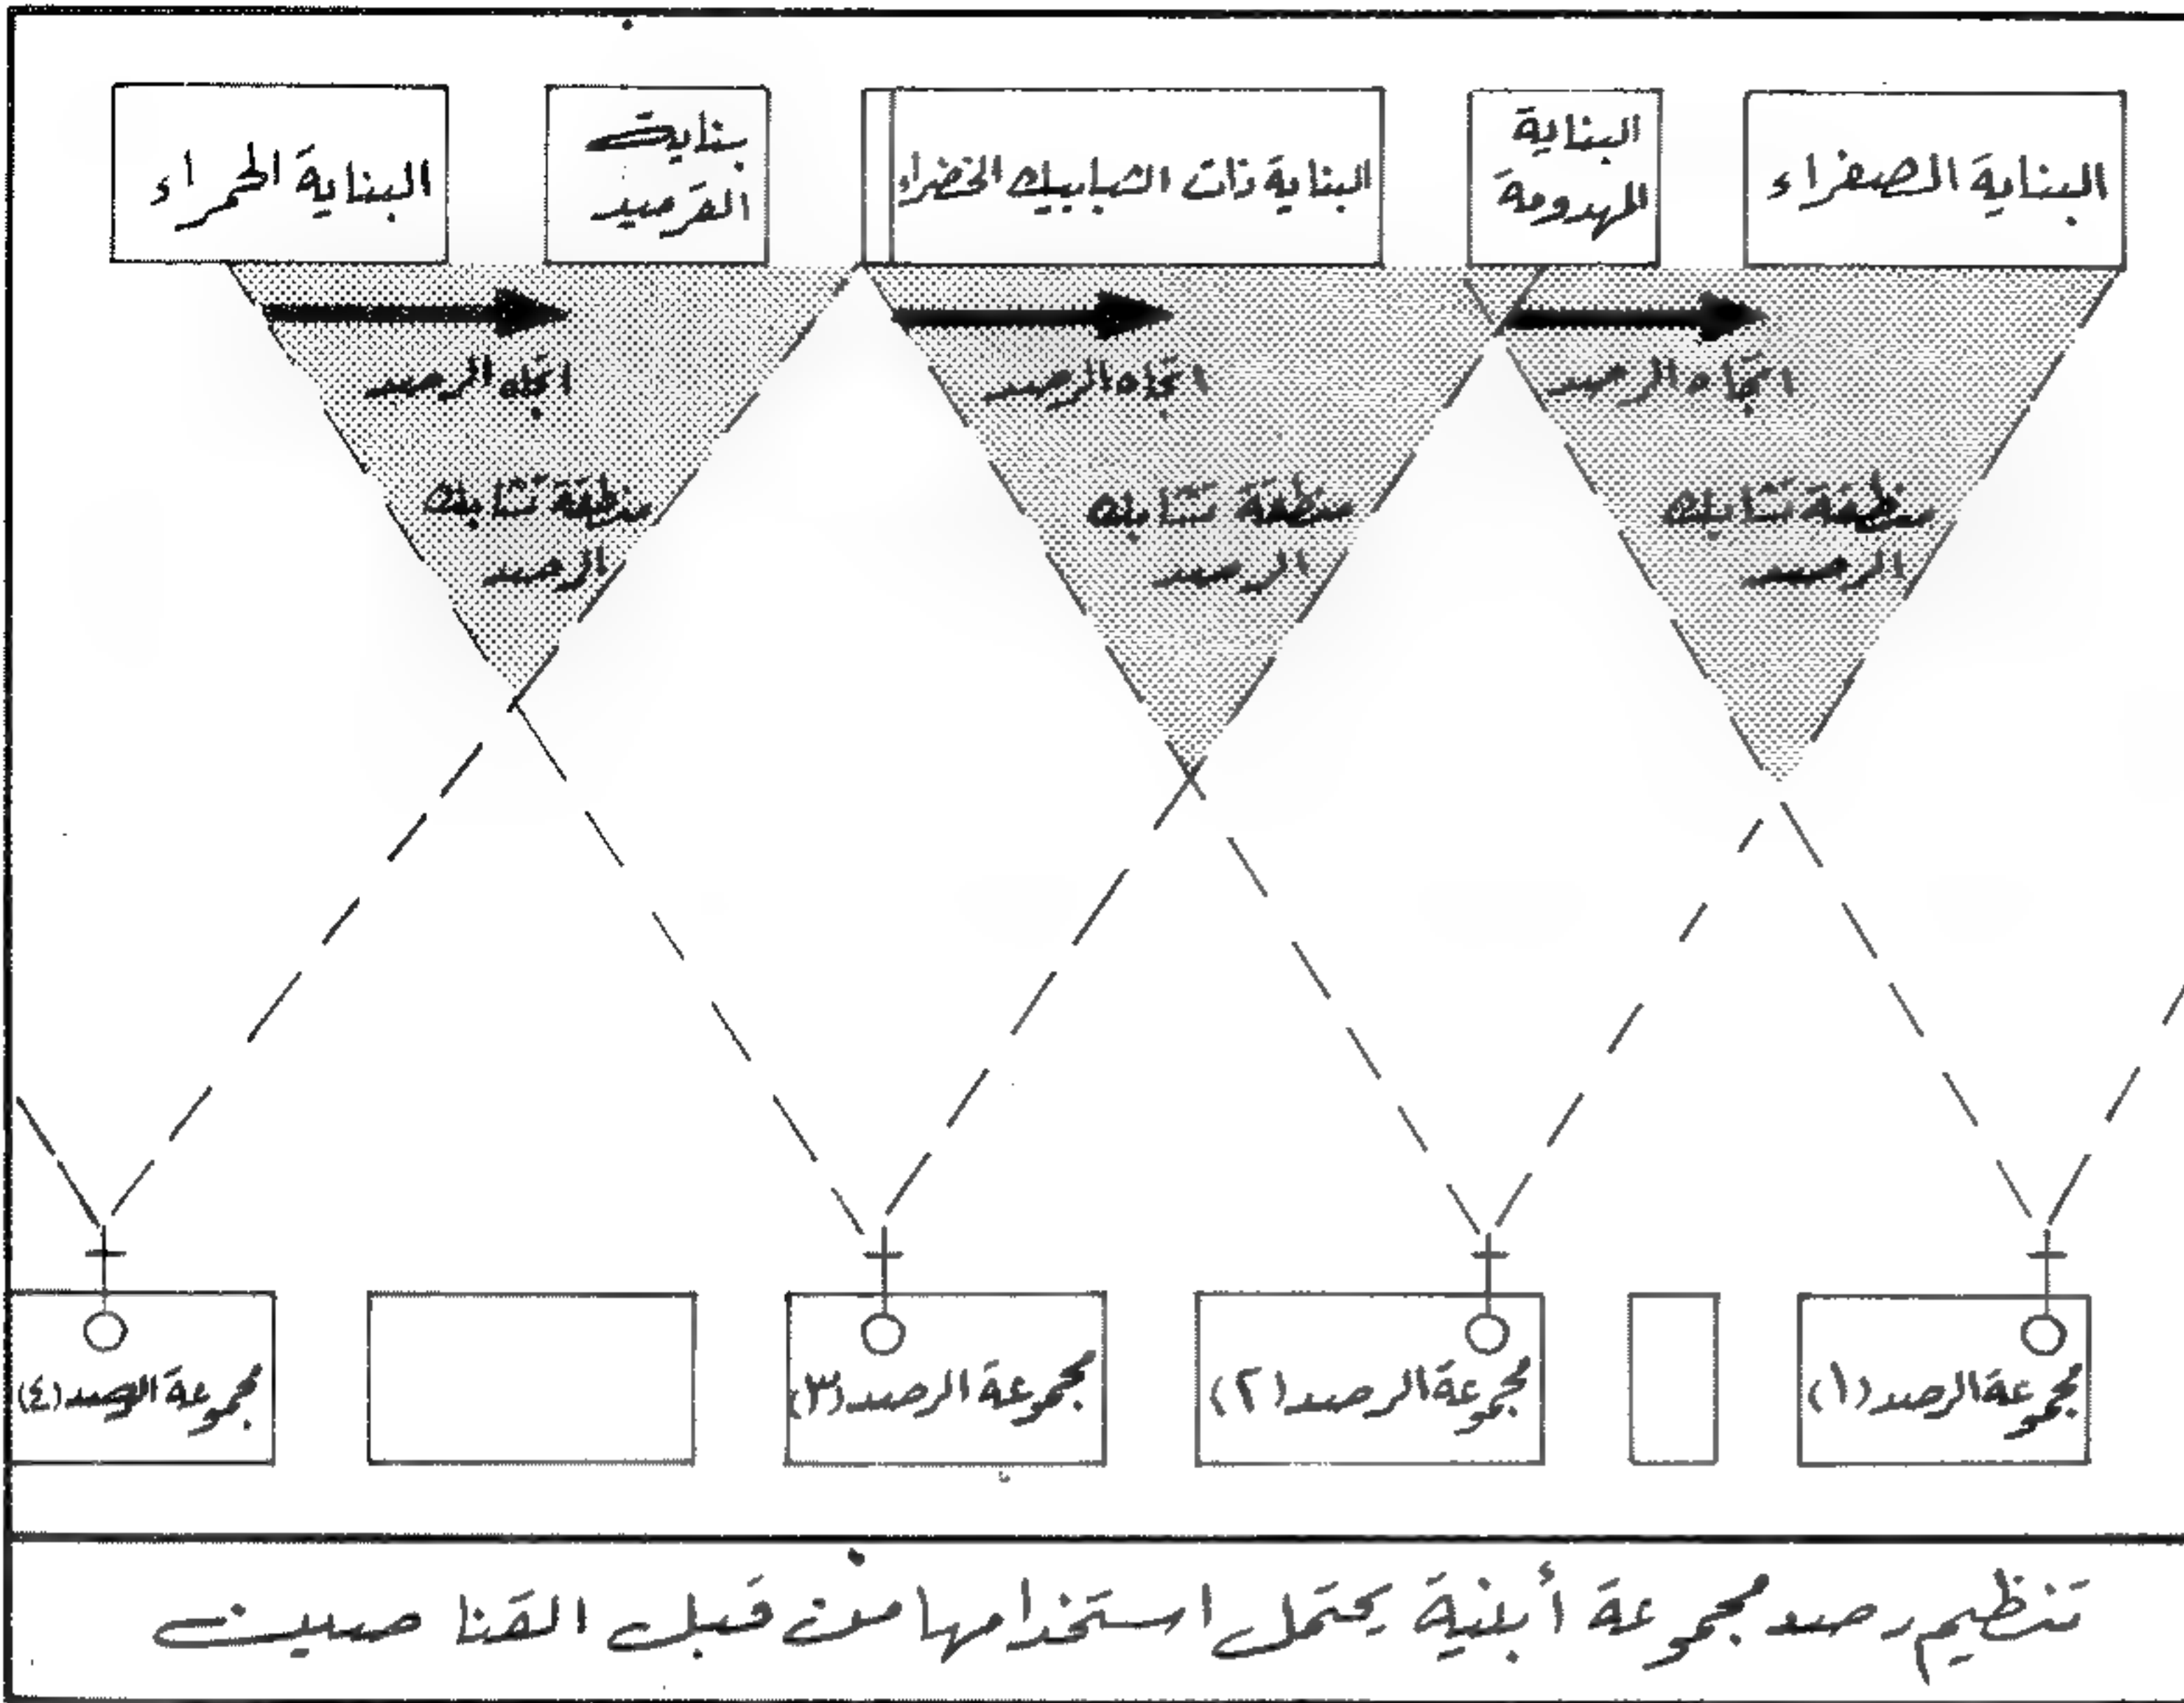 البناية الصفراء
البناية
المهدومة
البناية ذات الشبابيك الخضراء
بناية
القرميد
البناية الحمراء
اتجاه الرصد
اتجاه الرصد
اتجاه الرصد
منطقة تشابك
الرصد
منطقة تشابك
الرصد
منطقة تشابك
الرصد
مجموعة الرصد (١)
مجموعة الرصد (٢)
مجموعة الرصد (٣)
مجموعة الرصد (٤)
تنظيم رصد مجموعة أبنية يحتمل استخدامها من قبل القناصين